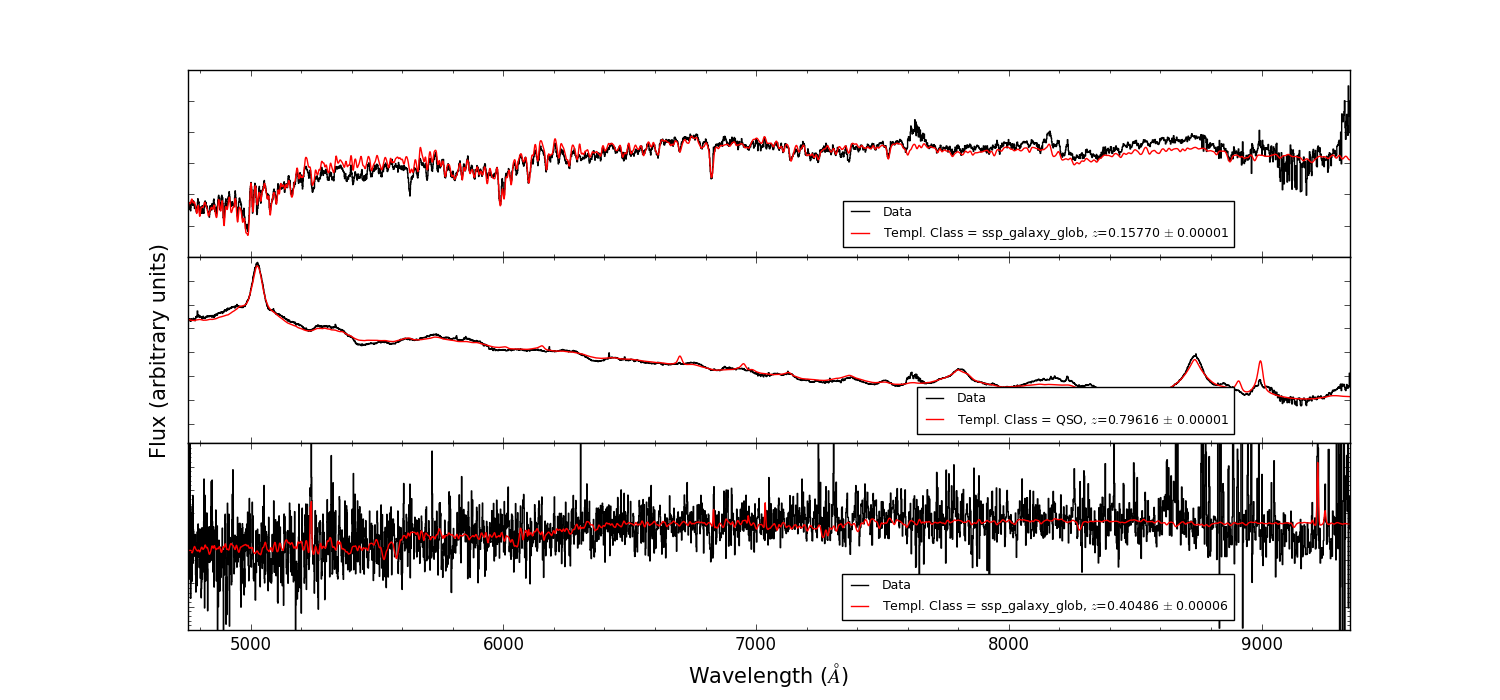 Flux (arbitrary units)
Data
Templ. Class = ssp_galaxy_glob, z=0.15770 ± 0.00001
Data
Templ. Class = QSO, z=0.79616 ± 0.00001
Data
Templ. Class = ssp_galaxy_glob, z=0.40486 ± 0.00006
5000 6000 7000 8000 9000
Wavelength (Å)